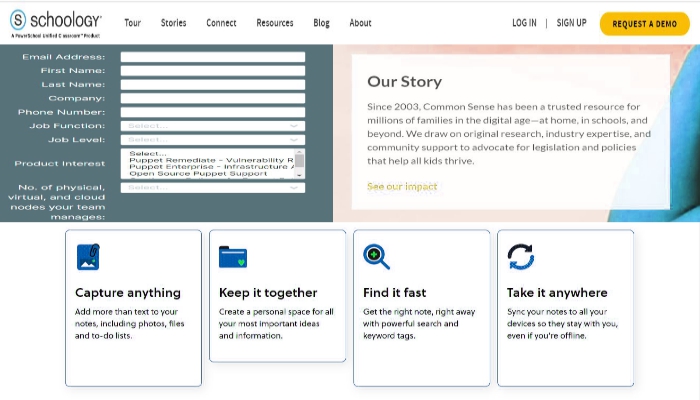 schoology
A PowerSchool Unified Classroom™ Product
Tour Stories Connect Resources Blog About
LOG IN | SIGN UP REQUEST A DEMO
Email Address:
First Name:
Last Name:
Company:
Phone Number:
Job Function: Select...
Job Level: Select...
Product Interest
Select...
Puppet Remediate - Vulnerability R
Puppet Enterprise - Infrastructure
Open Source Puppet Support
No. of physical,
virtual, and cloud
nodes your team
manages:
Select...
Our Story
Since 2003, Common Sense has been a trusted resource for
millions of families in the digital age—at home, in schools, and
beyond. We draw on original research, industry expertise, and
community support to advocate for legislation and policies
that help all kids thrive.
See our impact
Capture anything
Add more than text to your
notes, including photos, files
and to-do lists.
Keep it together
Create a personal space for all
your most important ideas
and information.
Find it fast
Get the right note, right away
with powerful search and
keyword tags.
Take it anywhere
Sync your notes to all your
devices so they stay with you,
even if you're offline.